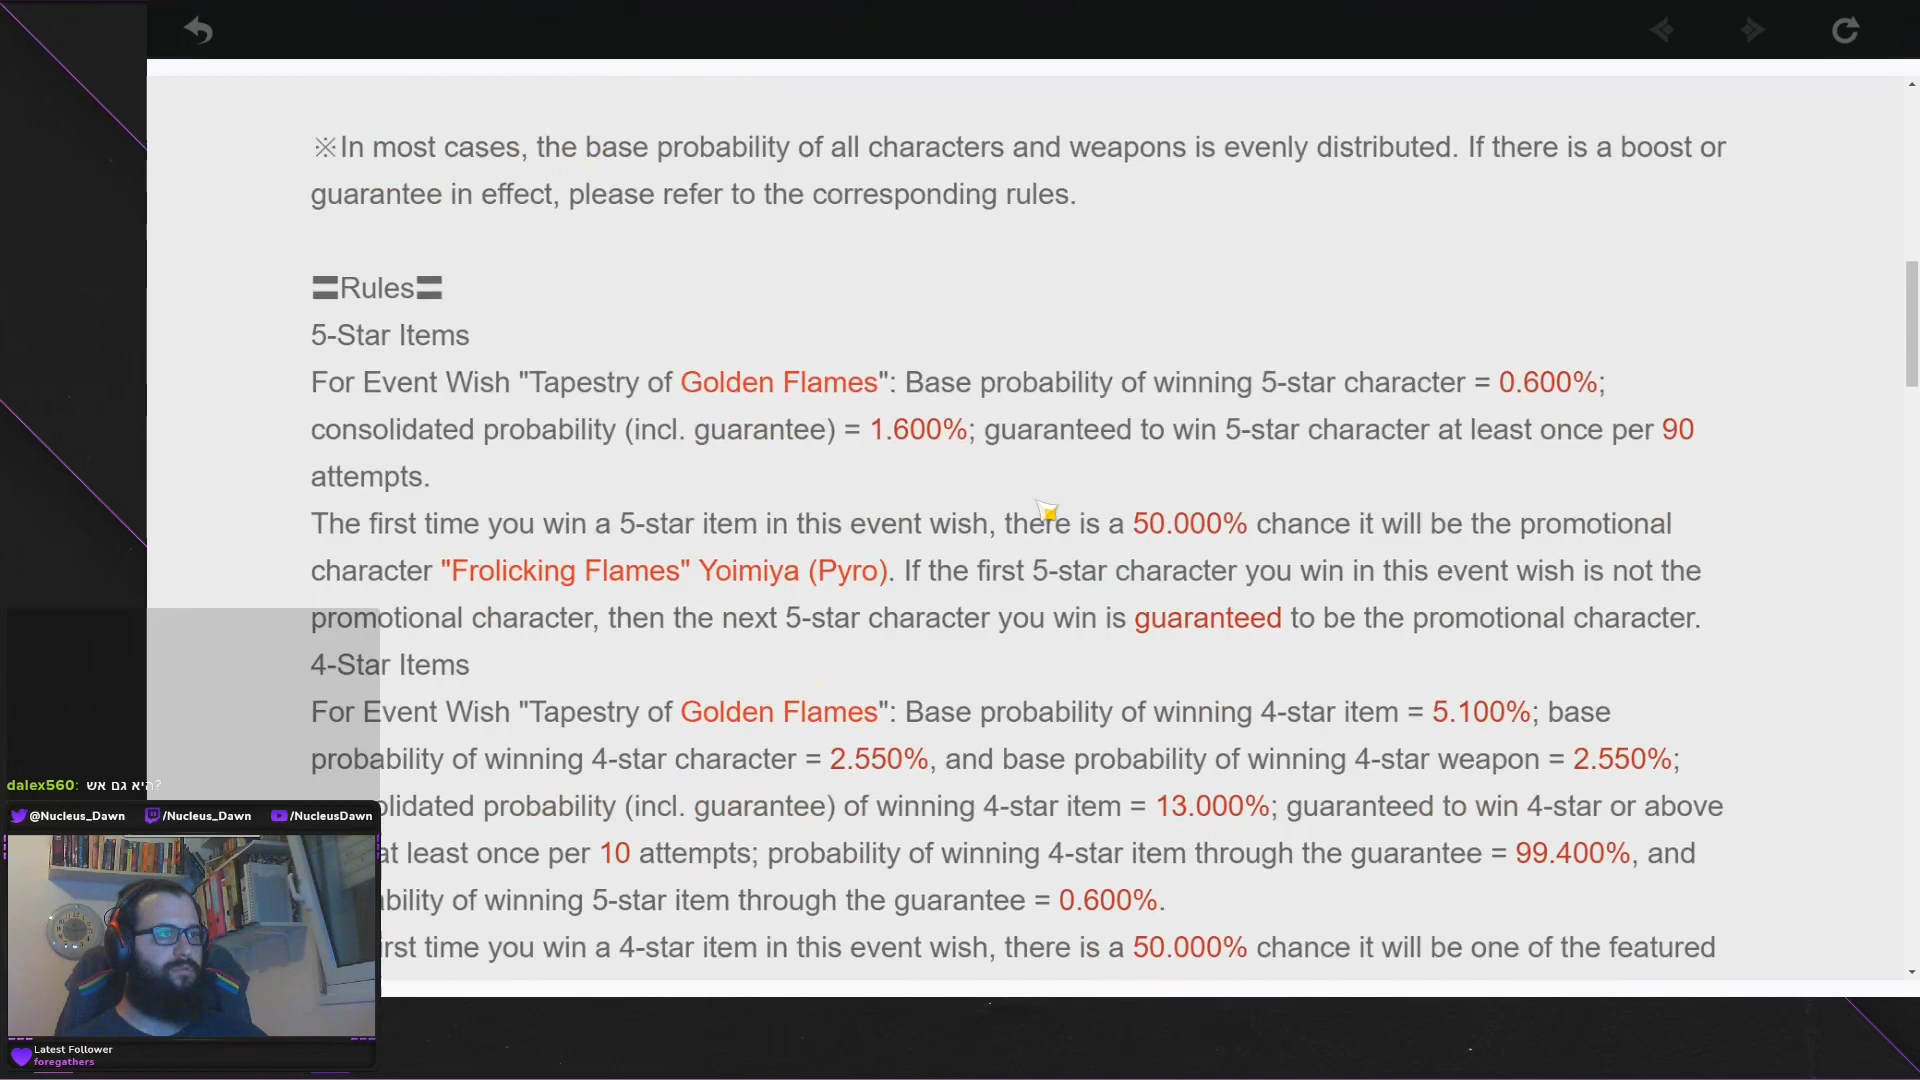 ※In most cases, the base probability of all characters and weapons is evenly distributed. If there is a boost or
guarantee in effect, please refer to the corresponding rules.
〓Rules〓
5-Star Items
For Event Wish "Tapestry of Golden Flames": Base probability of winning 5-star character = 0.600%;
consolidated probability (incl. guarantee) = 1.600%; guaranteed to win 5-star character at least once per 90
attempts.
The first time you win a 5-star item in this event wish, there is a 50.000% chance it will be the promotional
character "Frolicking Flames" Yoimiya (Pyro). If the first 5-star character you win in this event wish is not the
promotional character, then the next 5-star character you win is guaranteed to be the promotional character.
4-Star Items
For Event Wish "Tapestry of Golden Flames": Base probability of winning 4-star item = 5.100%; base
probability of winning 4-star character = 2.550%, and base probability of winning 4-star weapon = 2.550%;
olidated probability (incl. guarantee) of winning 4-star item = 13.000%; guaranteed to win 4-star or above
at least once per 10 attempts; probability of winning 4-star item through the guarantee = 99.400%, and
ability of winning 5-star item through the guarantee = 0.600%.
irst time you win a 4-star item in this event wish, there is a 50.000% chance it will be one of the featured
dalex560: היא גם אש?
@Nucleus_Dawn /Nucleus_Dawn /NucleusDawn
Latest Follower
foregathers